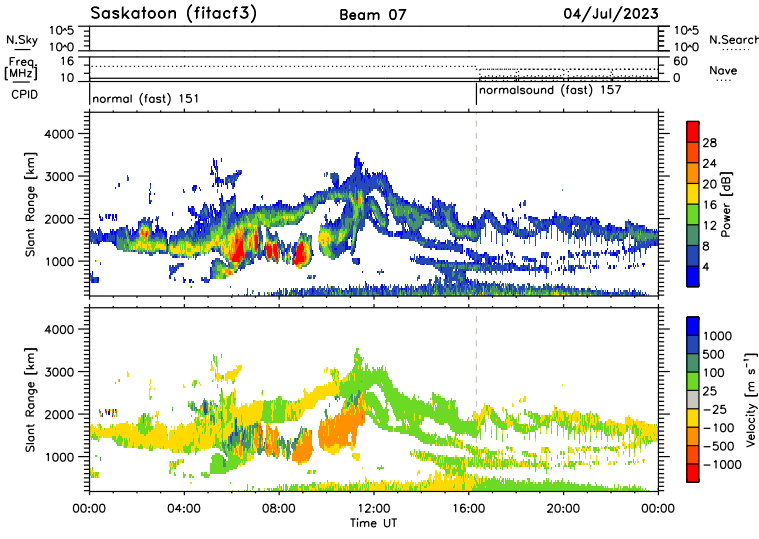 Saskatoon (fitacf3) Beam 07 04/Jul/2023
N.Sky 10^5 10^5 N.Search
10^0 10^0
Freq. [MHz] 16 60 Nave
10 0
CPID normal (fast) 151 normalsound (fast) 157
Slant Range [km]
4000
3000
2000
1000
Power [dB]
28
24
20
16
12
8
4
Slant Range [km]
4000
3000
2000
1000
Velocity [m s⁻¹]
1000
500
100
25
−25
−100
−500
−1000
00:00 04:00 08:00 12:00 16:00 20:00 00:00
Time UT